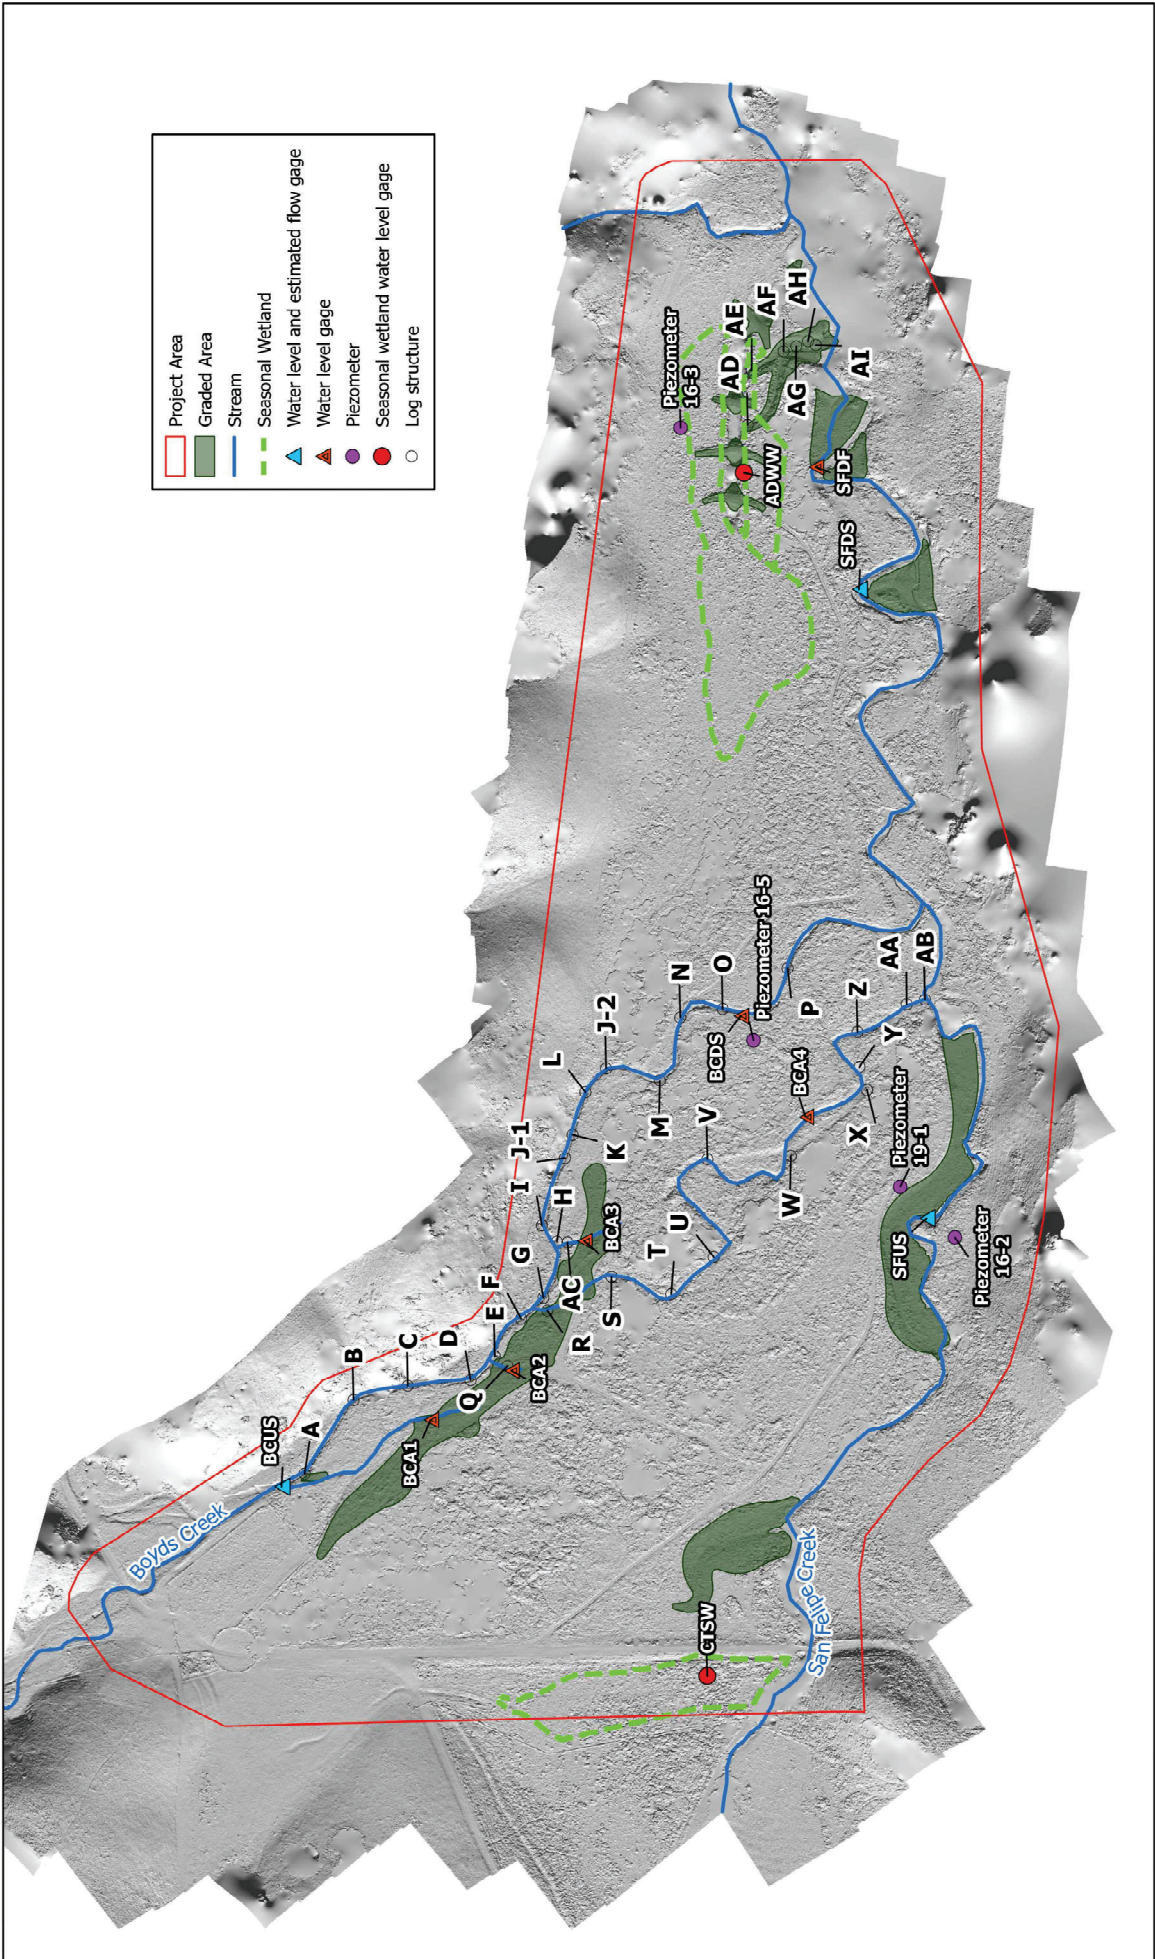 Project Area
Graded Area
Stream
Seasonal Wetland
Water level and estimated flow gage
Water level gage
Piezometer
Seasonal wetland water level gage
Log structure
Boyds Creek
BCUS
A
B
C
D
E
F
G
H
I
J-1
K
L
J-2
M
N
O
P
Q
R
S
T
U
V
W
X
Y
Z
AA
AB
AC
BCA1
BCA2
BCA3
BCA4
BCDS
Piezometer 16-5
Piezometer
19-1
Piezometer
16-2
SFUS
CTSW
San Felipe Creek
Piezometer
16-3
AD
AE
AF
AG
AH
AI
ADWW
SFDF
SFDS